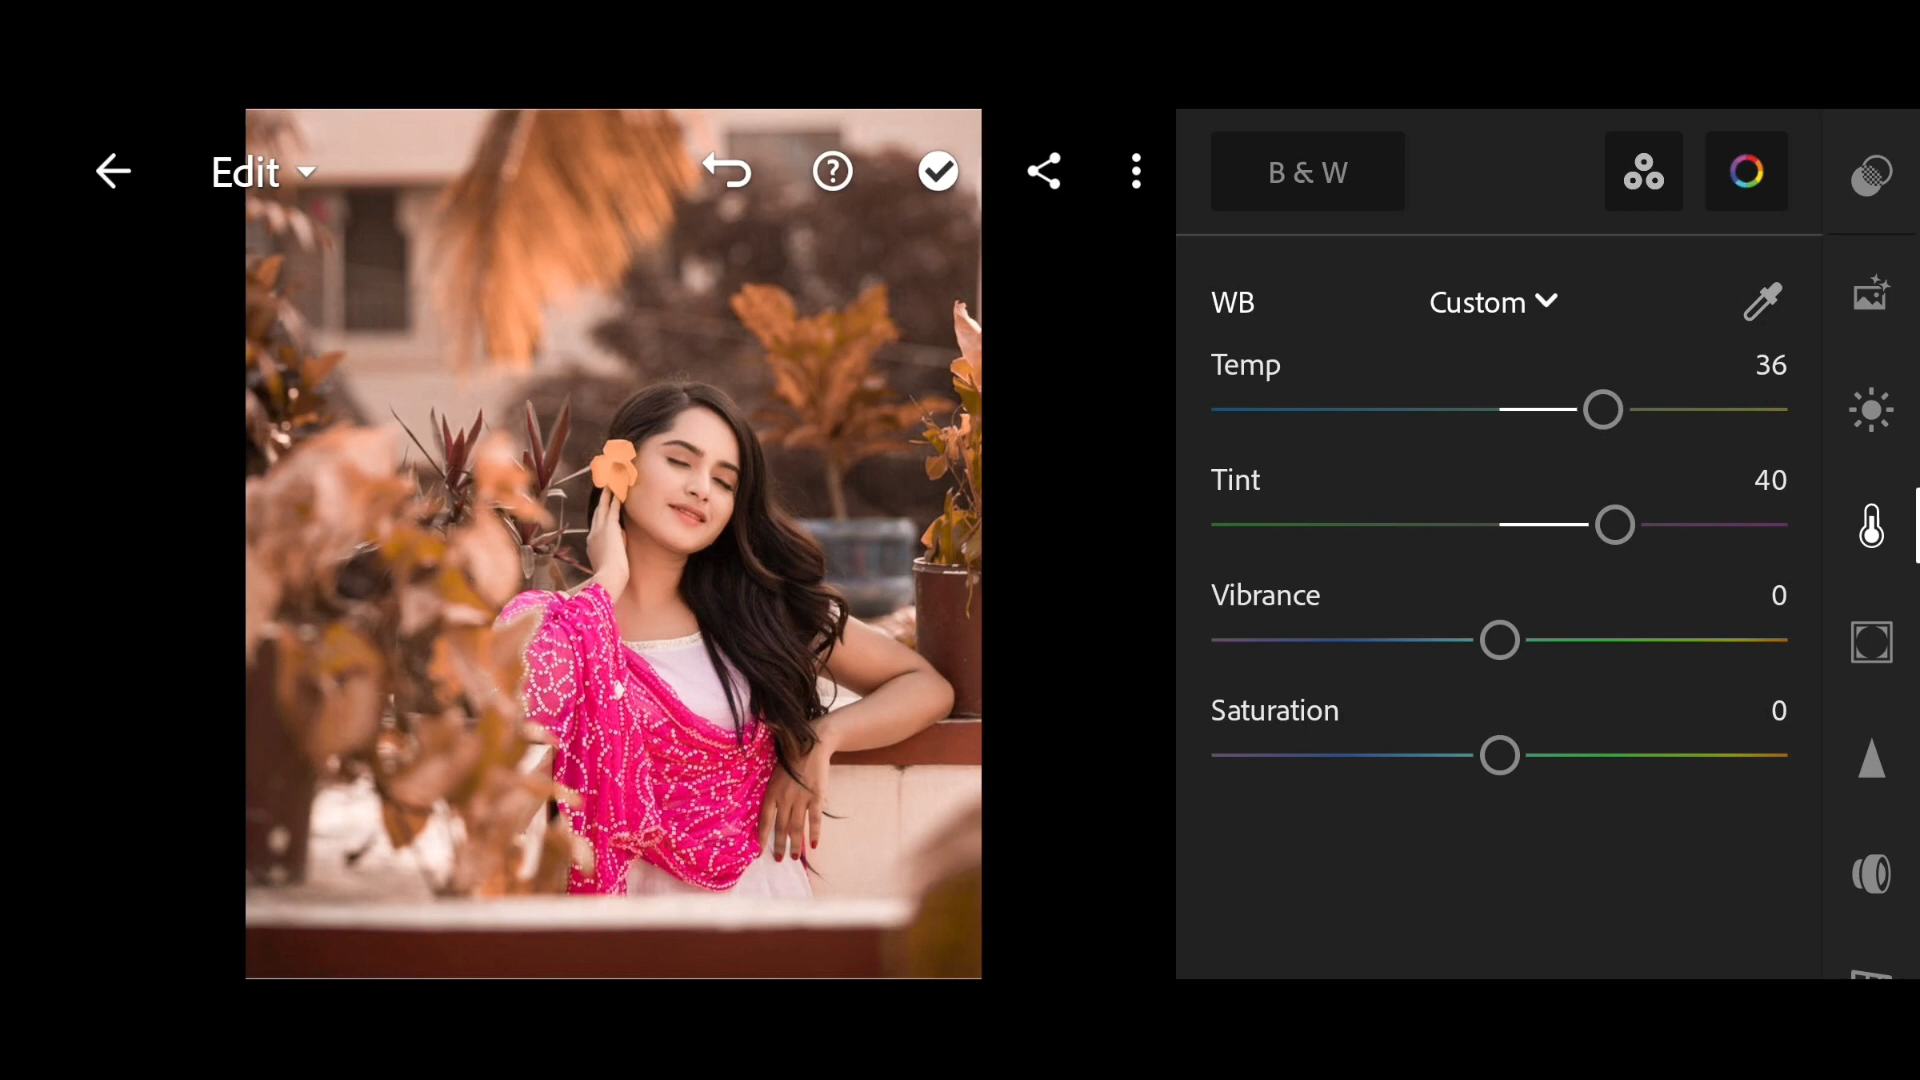 Edit
B & W
WB Custom
Temp 36
Tint 40
Vibrance 0
Saturation 0